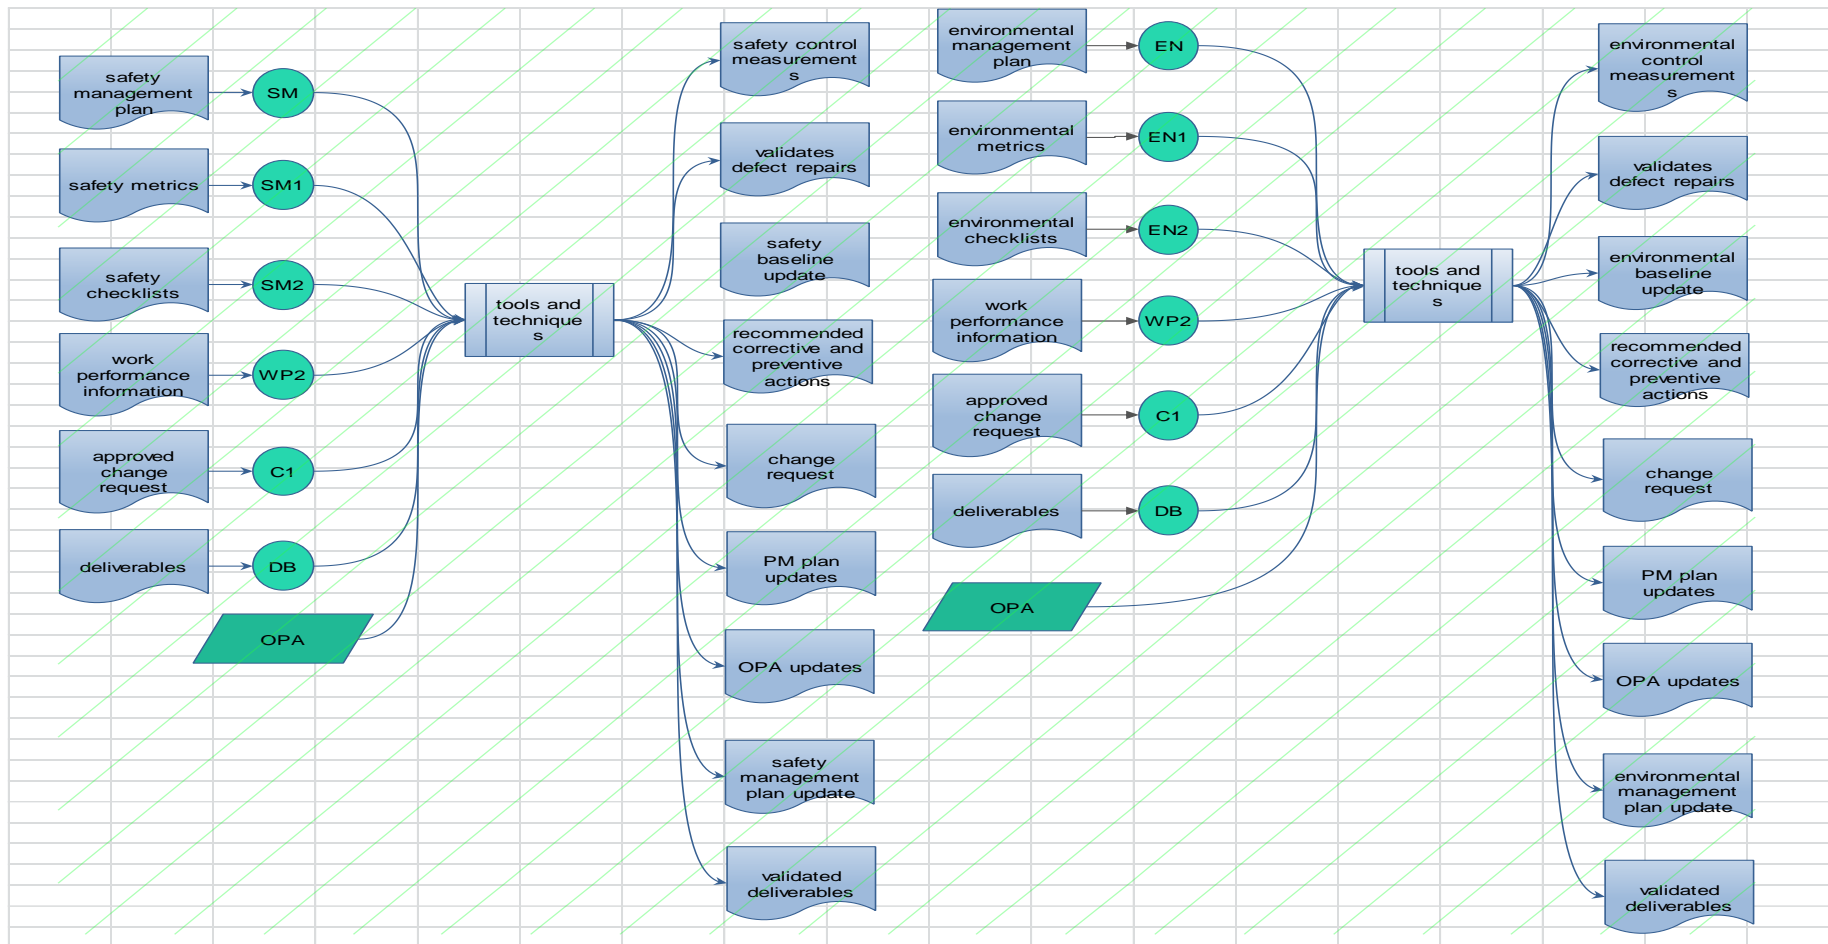 safety
management
plan
SM
safety metrics
SM1
safety
checklists
SM2
work
performance
information
WP2
approved
change
request
C1
deliverables
DB
OPA
tools and
technique
s
safety control
measurement
s
validates
defect repairs
safety
baseline
update
recommended
corrective and
preventive
actions
change
request
PM plan
updates
OPA updates
safety
management
plan update
validated
deliverables
environmental
management
plan
EN
environmental
metrics
EN1
environmental
checklists
EN2
work
performance
information
WP2
approved
change
request
C1
deliverables
DB
OPA
tools and
technique
s
environmental
control
measurement
s
validates
defect repairs
environmental
baseline
update
recommended
corrective and
preventive
actions
change
request
PM plan
updates
OPA updates
environmental
management
plan update
validated
deliverables